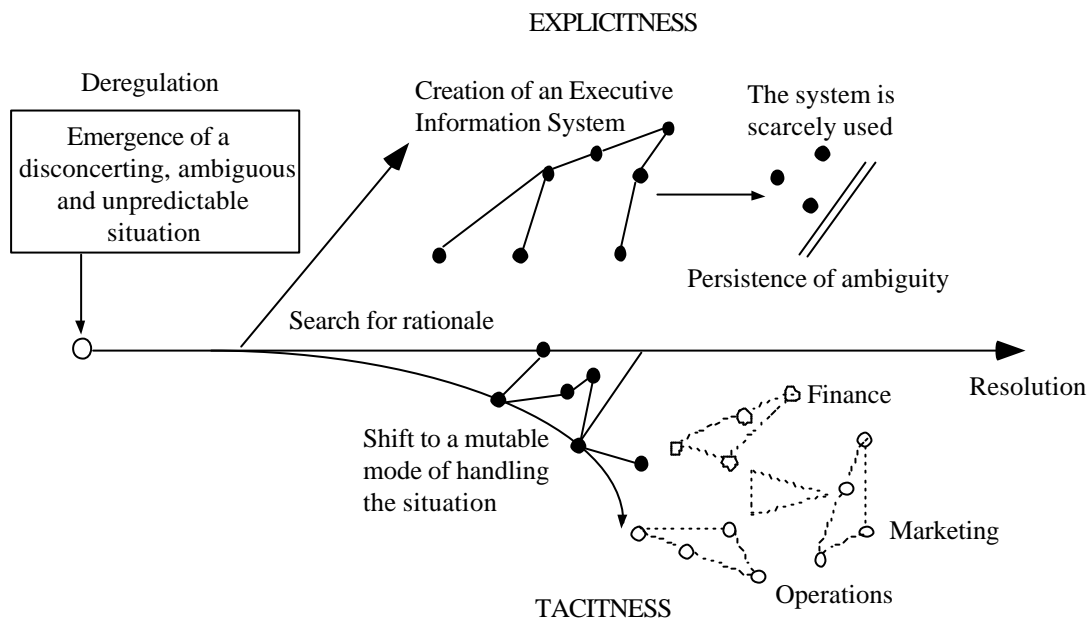 EXPLICITNESS
Deregulation
Emergence of a
disconcerting, ambiguous
and unpredictable
situation
Creation of an Executive
Information System
The system is
scarcely used
Persistence of ambiguity
Search for rationale
Resolution
Finance
Shift to a mutable
mode of handling
the situation
Marketing
Operations
TACITNESS